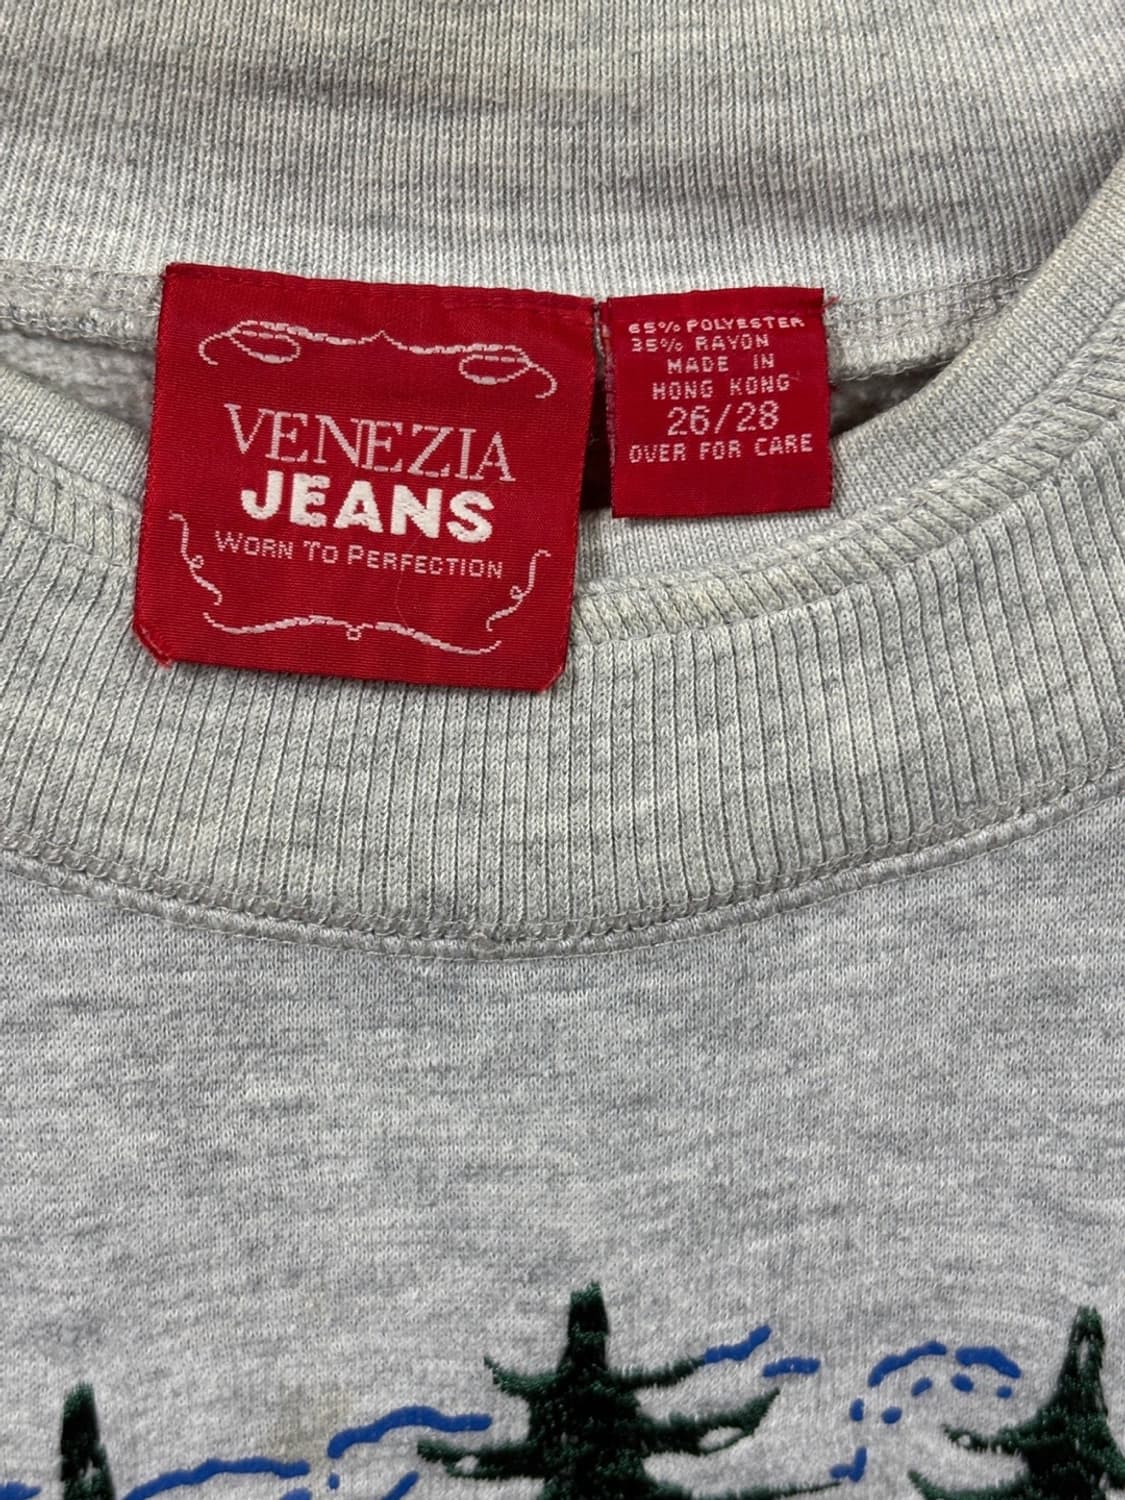 VENEZIA
JEANS
WORN TO PERFECTION
65% POLYESTER
35% RAYON
MADE IN
HONG KONG
26/28
OVER FOR CARE